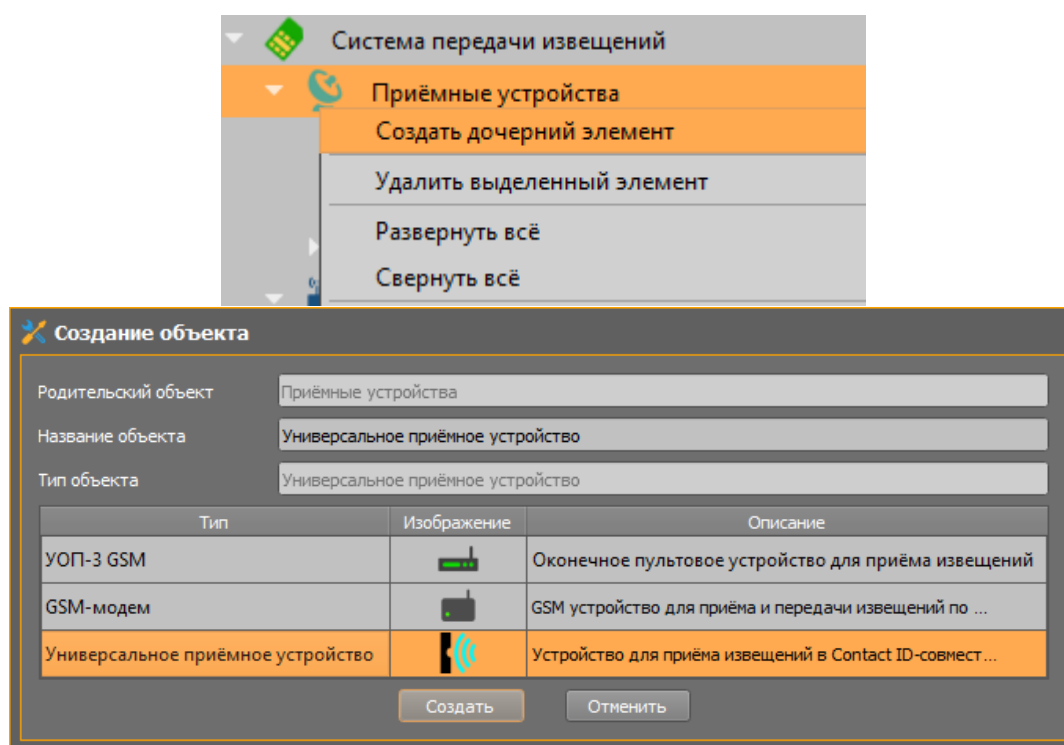 Система передачи извещений
Приёмные устройства
Создать дочерний элемент
Удалить выделенный элемент
Развернуть всё
Свернуть всё
Создание объекта
Родительский объект Приёмные устройства
Название объекта Универсальное приёмное устройство
Тип объекта Универсальное приёмное устройство
Тип Изображение Описание
УОП-3 GSM Оконечное пультовое устройство для приёма извещений
GSM-модем GSM устройство для приёма и передачи извещений по ...
Универсальное приёмное устройство Устройство для приёма извещений в Contact ID-совмест...
Создать Отменить